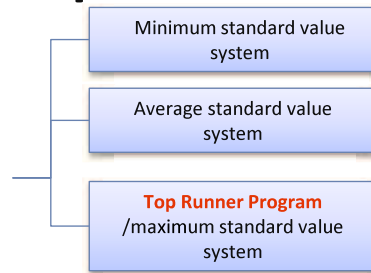 Minimum standard value
system
Average standard value
system
Top Runner Program
/maximum standard value
system